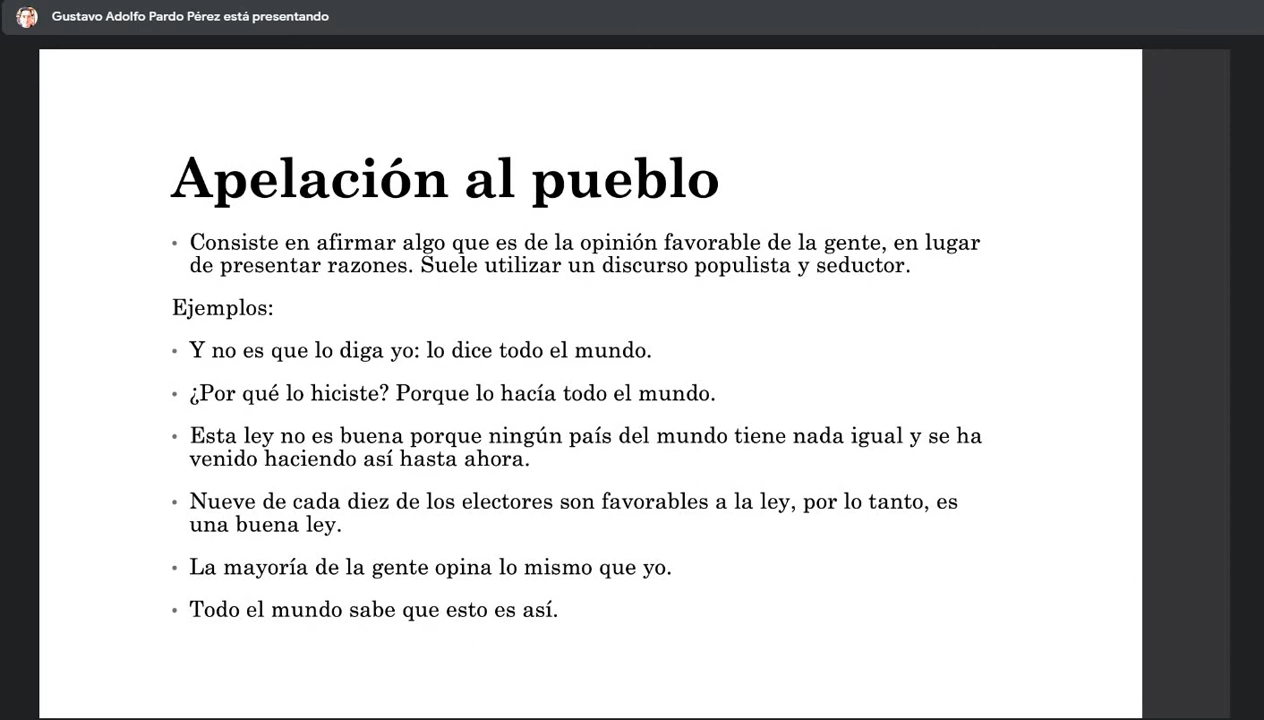 Gustavo Adolfo Pardo Pérez está presentando
Apelación al pueblo
• Consiste en afirmar algo que es de la opinión favorable de la gente, en lugar
de presentar razones. Suele utilizar un discurso populista y seductor.
Ejemplos:
• Y no es que lo diga yo: lo dice todo el mundo.
• ¿Por qué lo hiciste? Porque lo hacía todo el mundo.
• Esta ley no es buena porque ningún país del mundo tiene nada igual y se ha
venido haciendo así hasta ahora.
• Nueve de cada diez de los electores son favorables a la ley, por lo tanto, es
una buena ley.
• La mayoría de la gente opina lo mismo que yo.
• Todo el mundo sabe que esto es así.